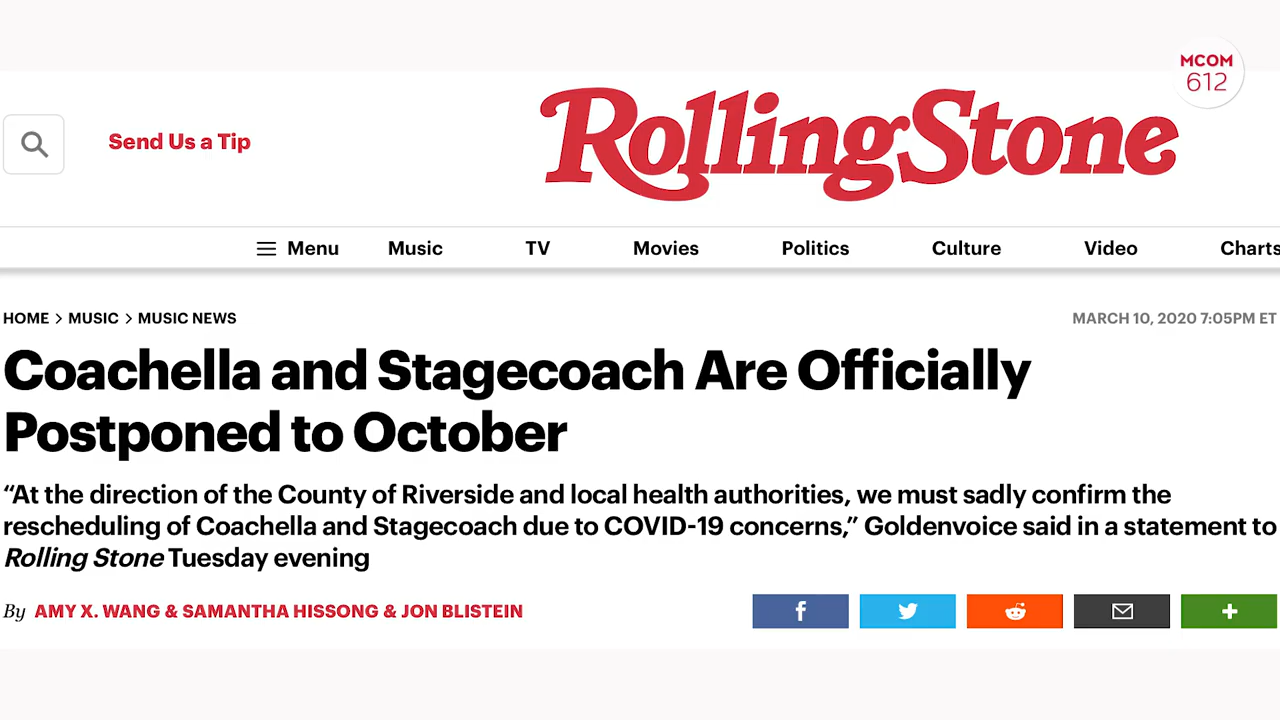 MCOM
612
Send Us a Tip
RollingStone
Menu Music TV Movies Politics Culture Video Charts
HOME > MUSIC > MUSIC NEWS
MARCH 10, 2020 7:05PM ET
Coachella and Stagecoach Are Officially
Postponed to October
“At the direction of the County of Riverside and local health authorities, we must sadly confirm the
rescheduling of Coachella and Stagecoach due to COVID-19 concerns,” Goldenvoice said in a statement to
Rolling Stone Tuesday evening
By AMY X. WANG & SAMANTHA HISSONG & JON BLISTEIN